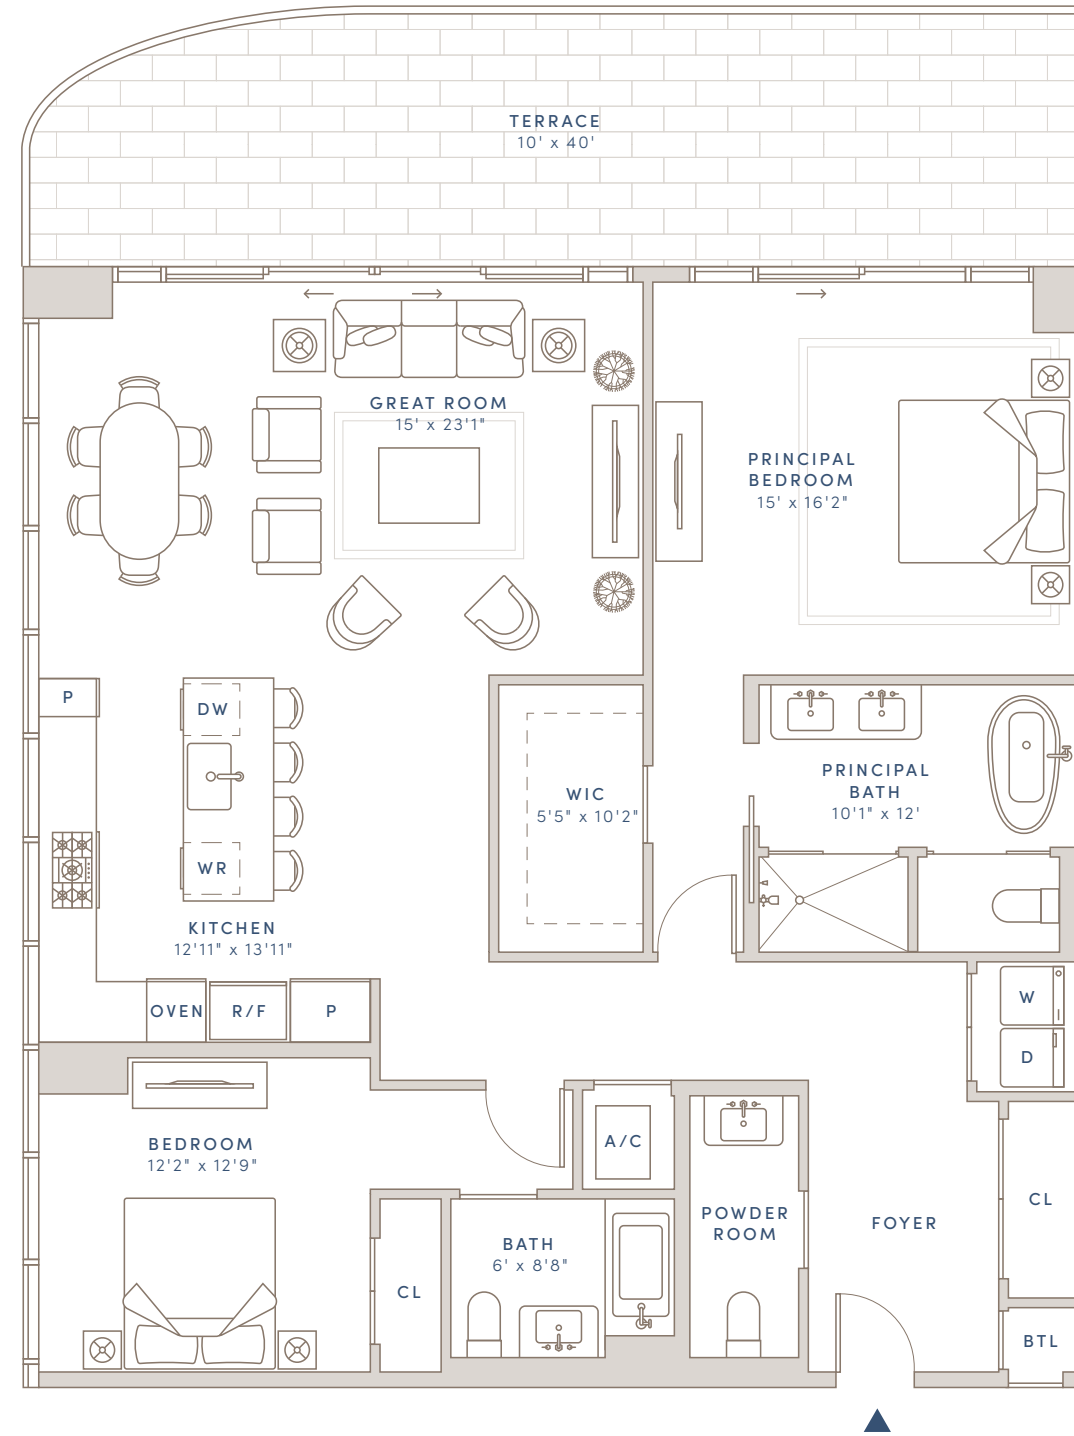 TERRACE
10' x 40'
GREAT ROOM
15' x 23'1"
PRINCIPAL
BEDROOM
15' x 16'2"
P
DW
WIC
5'5" x 10'2"
PRINCIPAL
BATH
10'1" x 12'
WR
KITCHEN
12'11" x 13'11"
OVEN
R/F
P
W
D
BEDROOM
12'2" x 12'9"
A/C
CL
POWDER
ROOM
FOYER
BATH
6' x 8'8"
CL
BTL